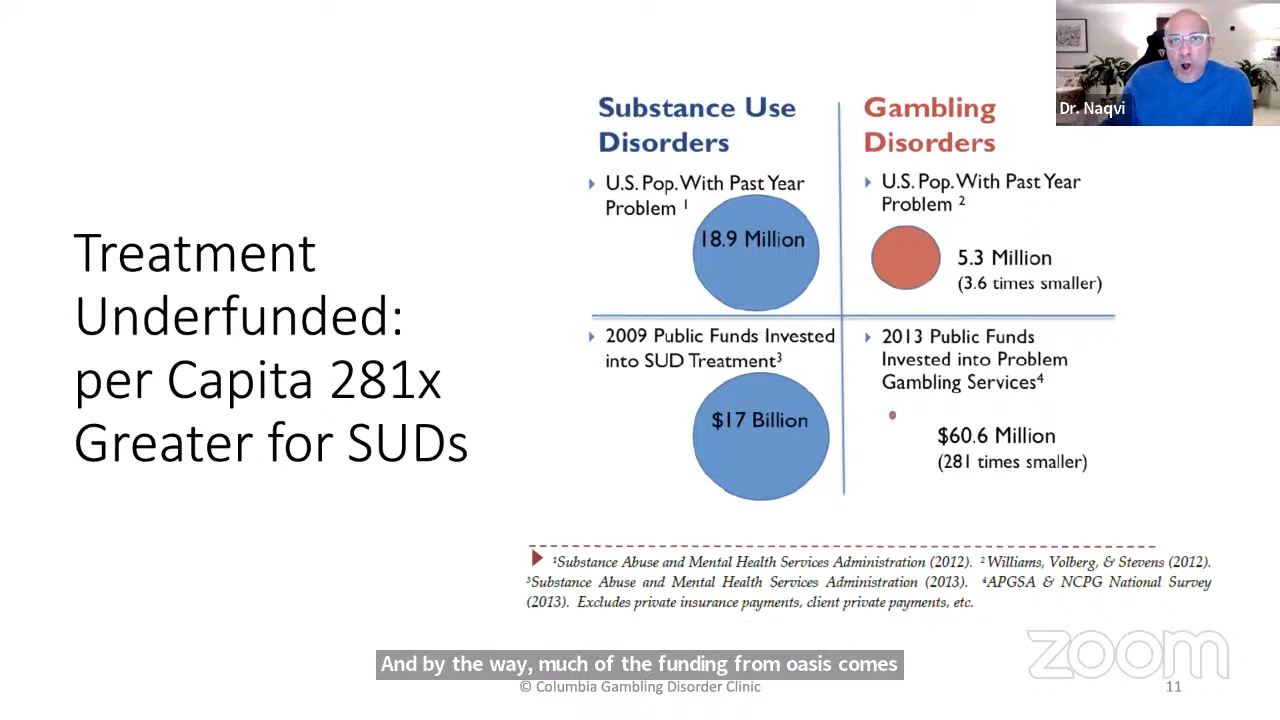 Dr. Naqvi
Treatment
Underfunded:
per Capita 281x
Greater for SUDs
Substance Use
Disorders
U.S. Pop. With Past Year
Problem 1
18.9 Million
Gambling
Disorders
U.S. Pop. With Past Year
Problem 2
5.3 Million
(3.6 times smaller)
2009 Public Funds Invested
into SUD Treatment3
$17 Billion
2013 Public Funds
Invested into Problem
Gambling Services4
$60.6 Million
(281 times smaller)
1Substance Abuse and Mental Health Services Administration (2012). 2Williams, Volberg, & Stevens (2012).
3Substance Abuse and Mental Health Services Administration (2013). 4APGSA & NCPG National Survey
(2013). Excludes private insurance payments, client private payments, etc.
zoom
And by the way, much of the funding from oasis comes
© Columbia Gambling Disorder Clinic
11